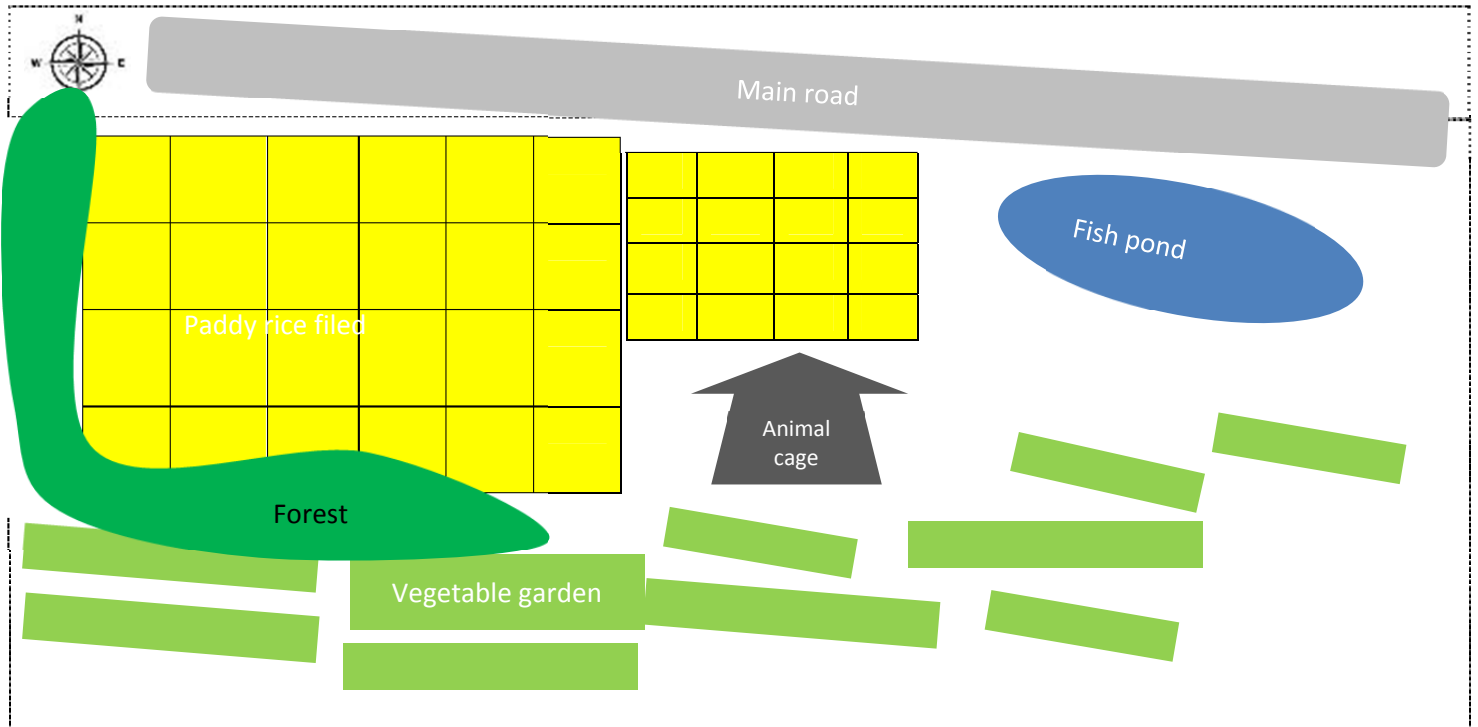 N
W E
Main road
Fish pond
Paddy rice filed
Animal
cage
Forest
Vegetable garden